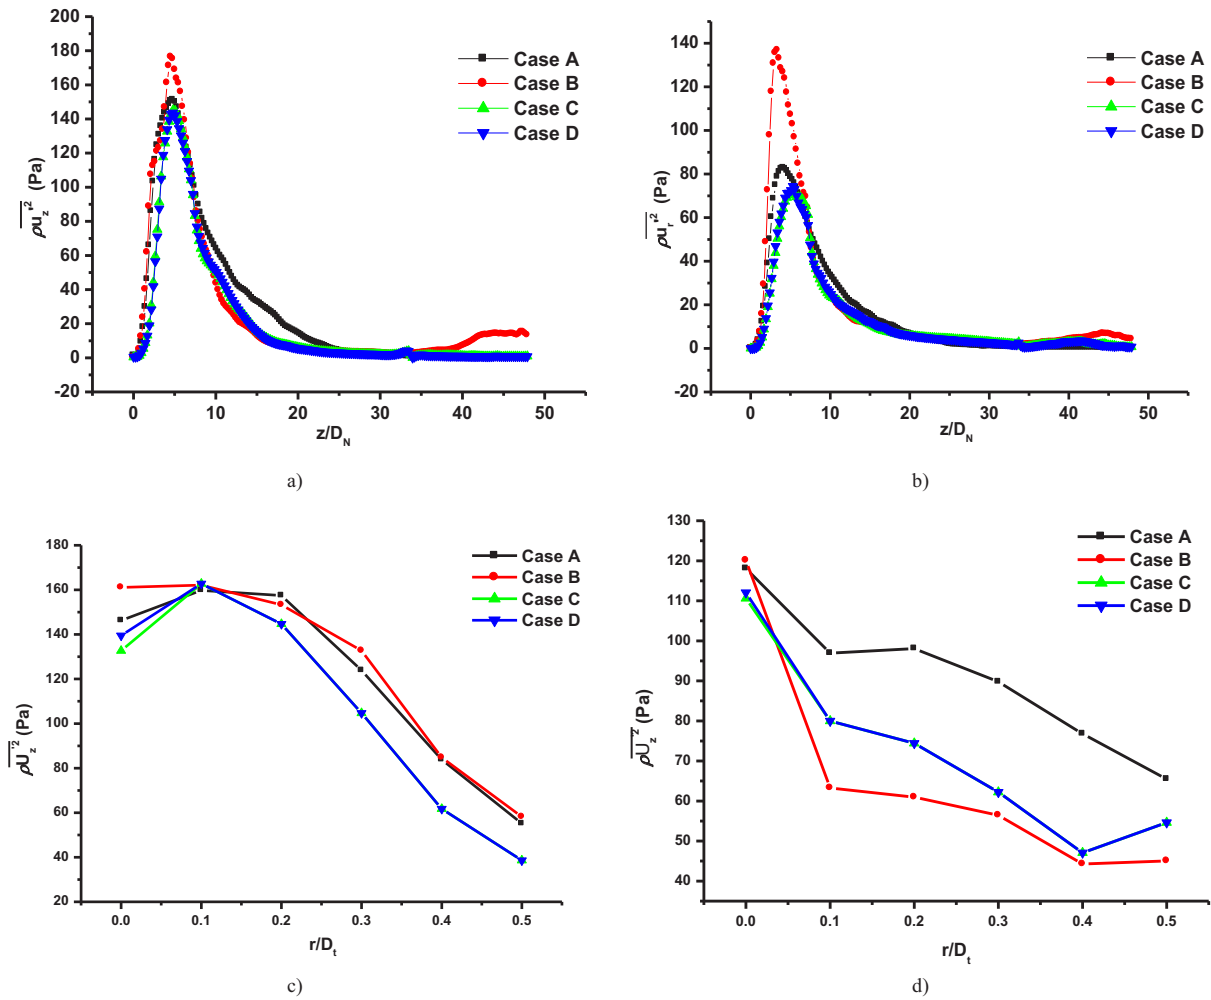 200
180
160
140
120
100
80
60
40
20
0
-20
ρu_z'² (Pa)
0 10 20 30 40 50
z/D_N
Case A
Case B
Case C
Case D
a)
140
120
100
80
60
40
20
0
-20
ρu_r'² (Pa)
0 10 20 30 40 50
z/D_N
Case A
Case B
Case C
Case D
b)
180
160
140
120
100
80
60
40
20
ρU_z'² (Pa)
0.0 0.1 0.2 0.3 0.4 0.5
r/D_t
Case A
Case B
Case C
Case D
c)
130
120
110
100
90
80
70
60
50
40
ρU_z'² (Pa)
0.0 0.1 0.2 0.3 0.4 0.5
r/D_t
Case A
Case B
Case C
Case D
d)